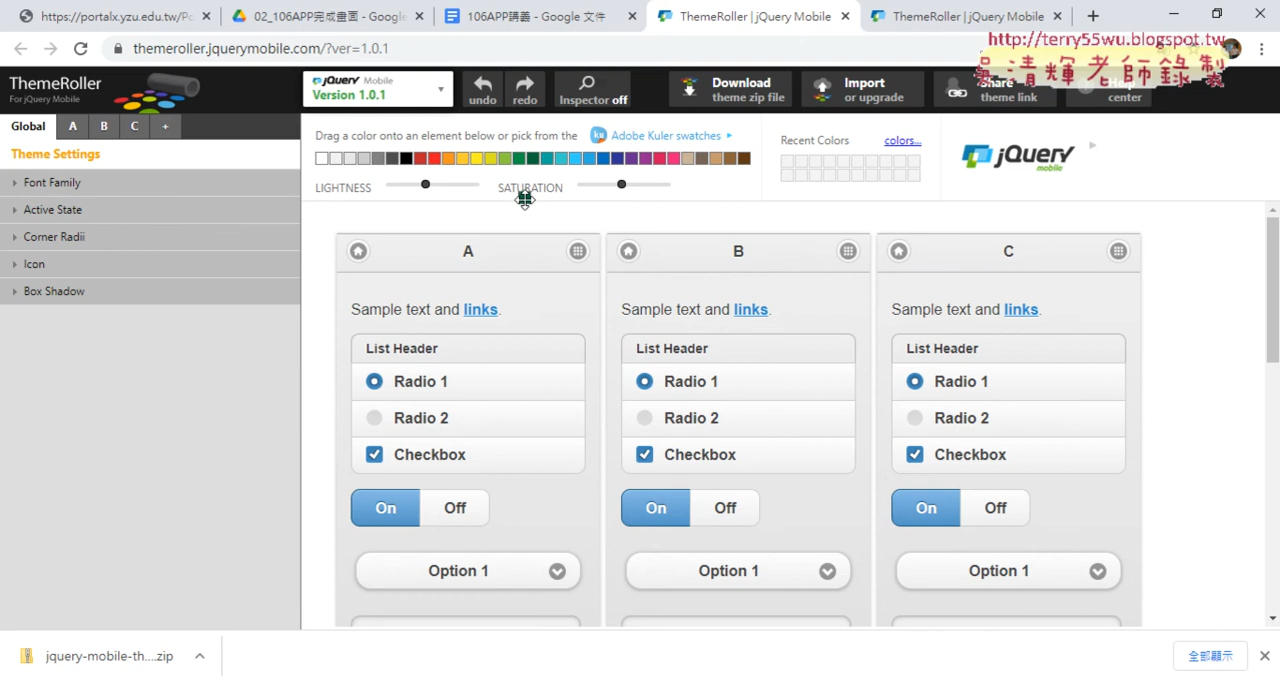 https://portalx.yzu.edu.tw/Pc
02_106APP完成畫面 - Google
106APP講義 - Google 文件
ThemeRoller | jQuery Mobile
ThemeRoller | jQuery Mobile
themeroller.jquerymobile.com/?ver=1.0.1
http://terry55wu.blogspot.tw
吳清輝老師錄製
ThemeRoller
For jQuery Mobile
jQuery Mobile
Version 1.0.1
undo
redo
Inspector off
Download
theme zip file
Import
or upgrade
Share
theme link
Help
center
Global
A
B
C
+
Theme Settings
Font Family
Active State
Corner Radii
Icon
Box Shadow
Drag a color onto an element below or pick from the
ku
Adobe Kuler swatches
LIGHTNESS
SATURATION
Recent Colors
colors...
jQuery
mobile
A
B
C
Sample text and links.
Sample text and links.
Sample text and links.
List Header
List Header
List Header
Radio 1
Radio 1
Radio 1
Radio 2
Radio 2
Radio 2
Checkbox
Checkbox
Checkbox
On
Off
On
Off
On
Off
Option 1
Option 1
Option 1
jquery-mobile-th....zip
全部顯示